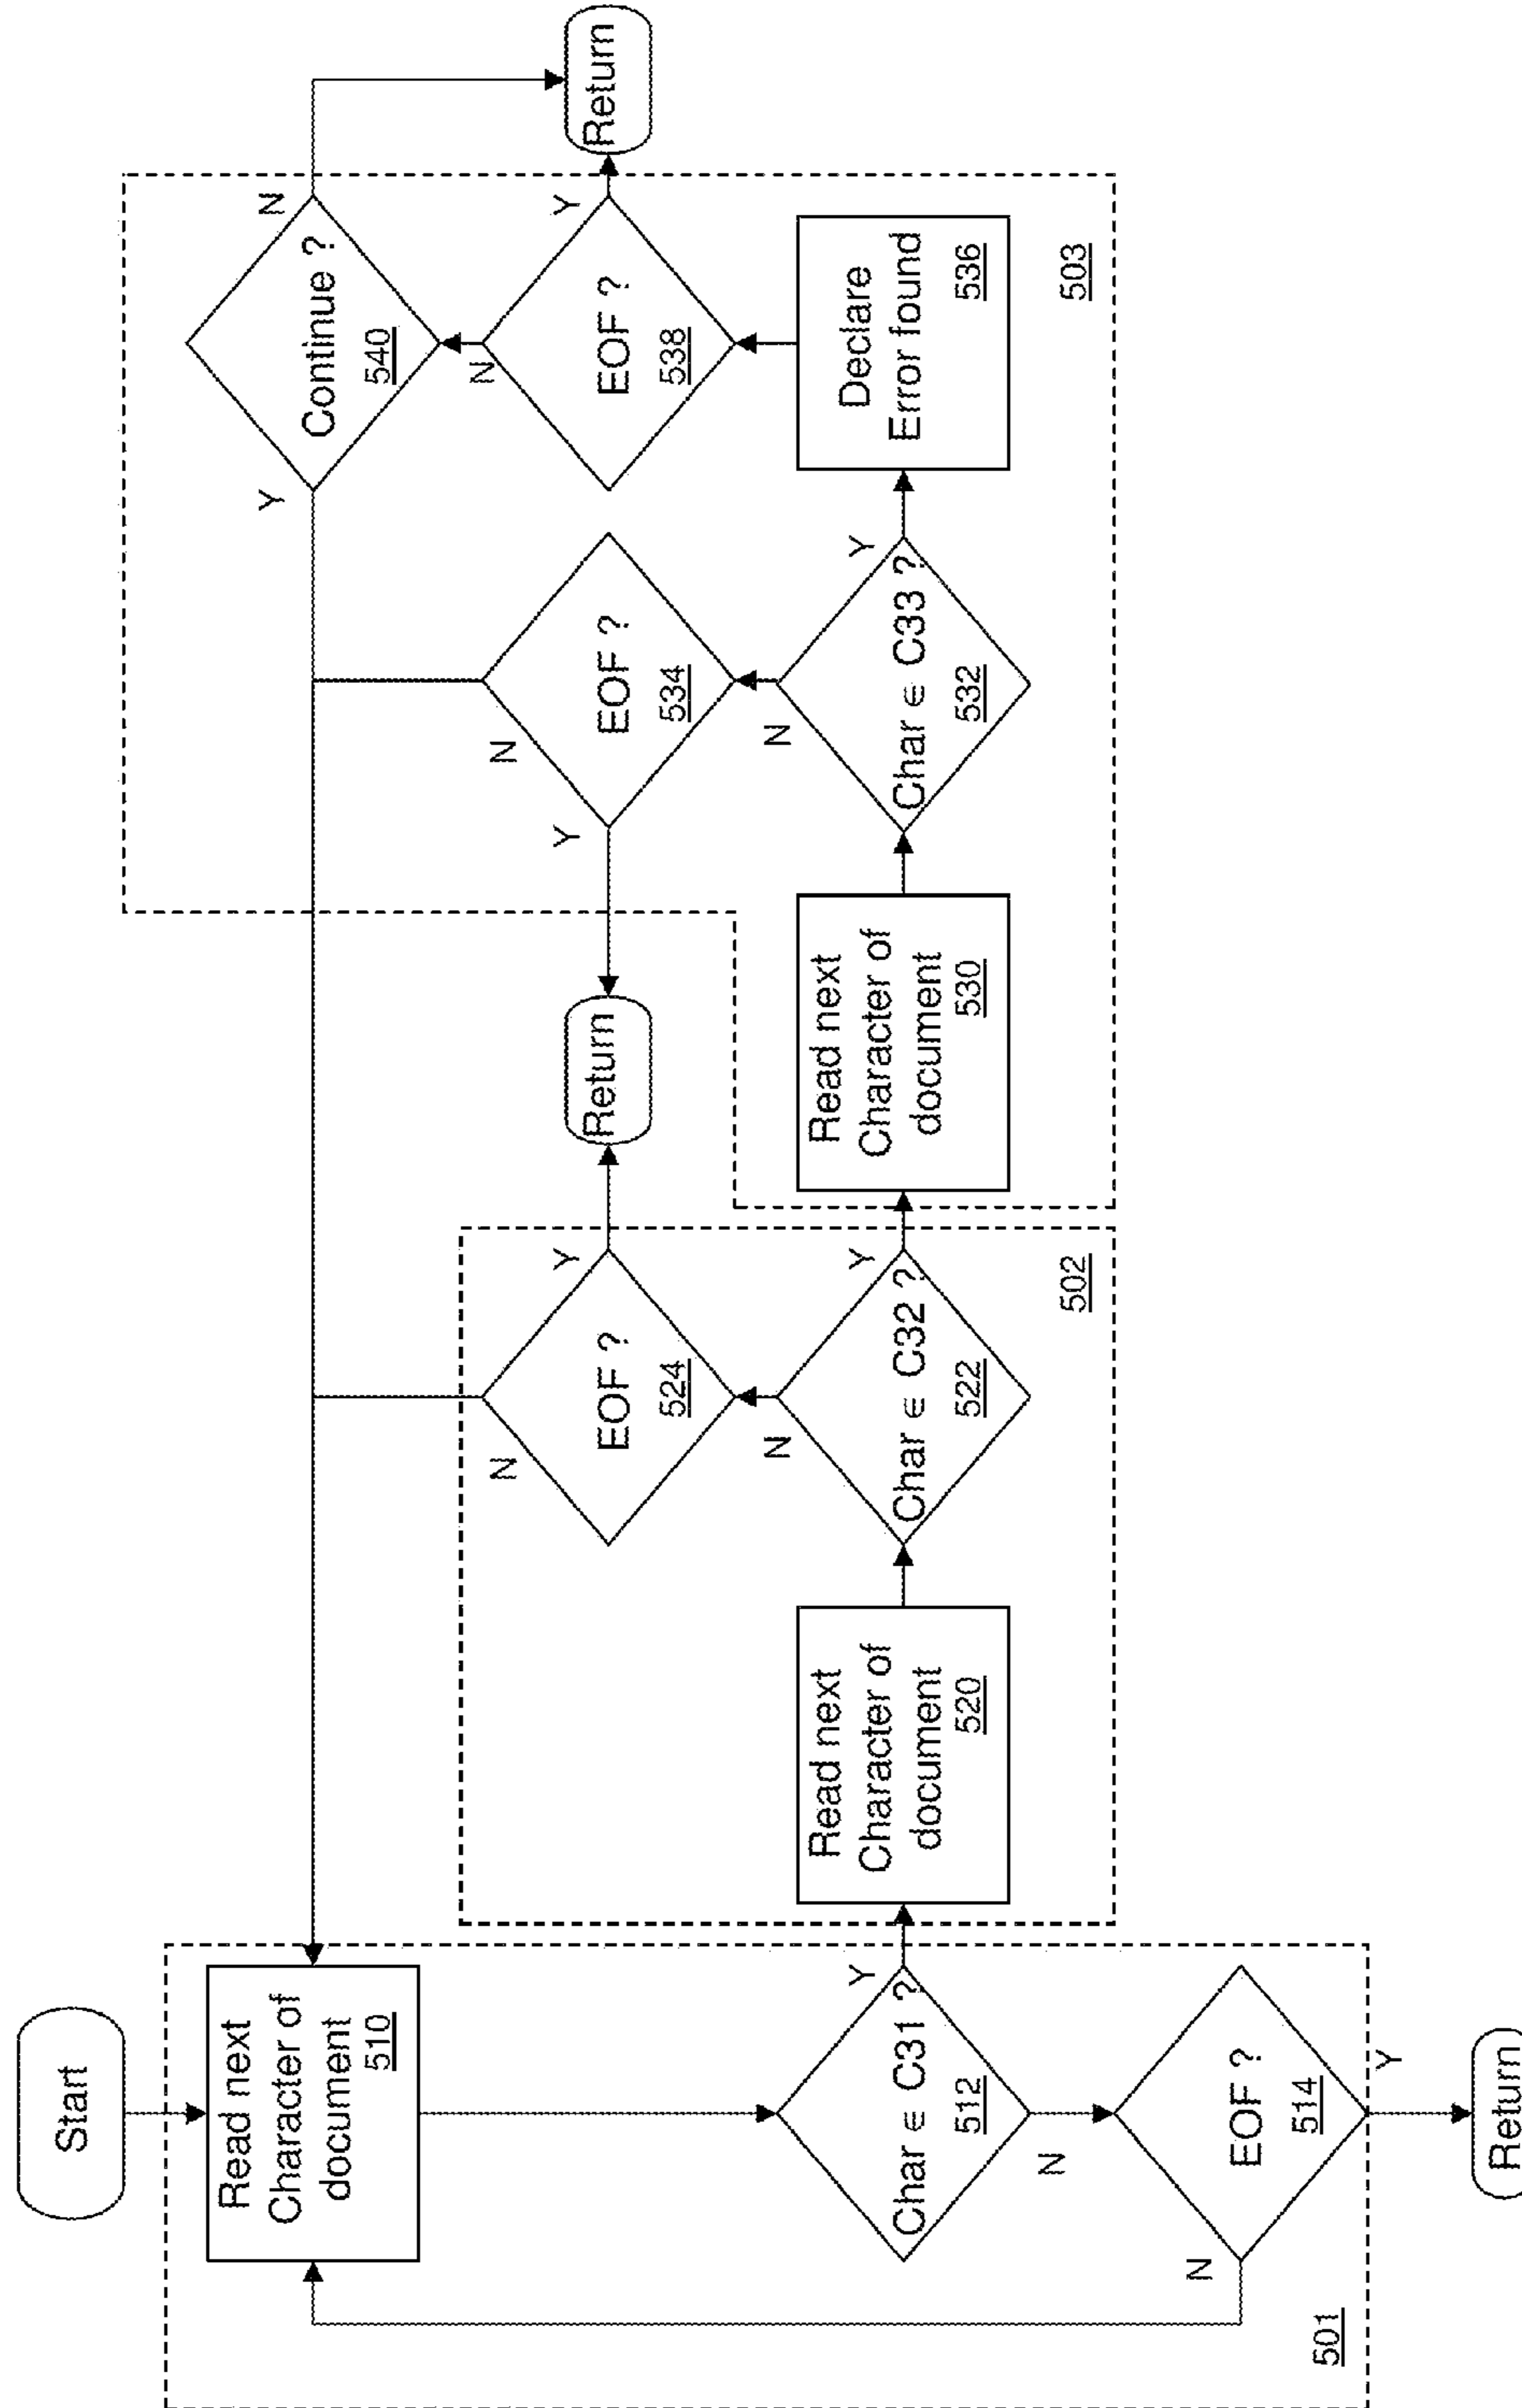 Start
Read next
Character of
document
510
Char ∈ C31 ?
512
Y
N
EOF ?
514
N
Y
Return
501
Read next
Character of
document
520
Char ∈ C32 ?
522
Y
N
EOF ?
524
N
Y
Return
502
Read next
Character of
document
530
Char ∈ C33 ?
532
Y
N
EOF ?
534
N
Y
Declare
Error found
536
EOF ?
538
N
Y
Continue ?
540
Y
N
Return
503